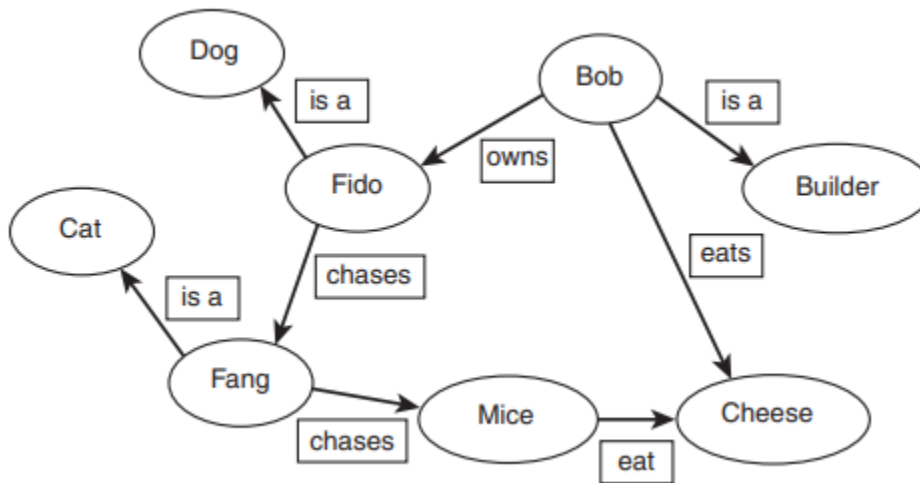 Dog
Bob
is a
is a
owns
Fido
Builder
Cat
eats
chases
is a
Fang
Mice
Cheese
chases
eat